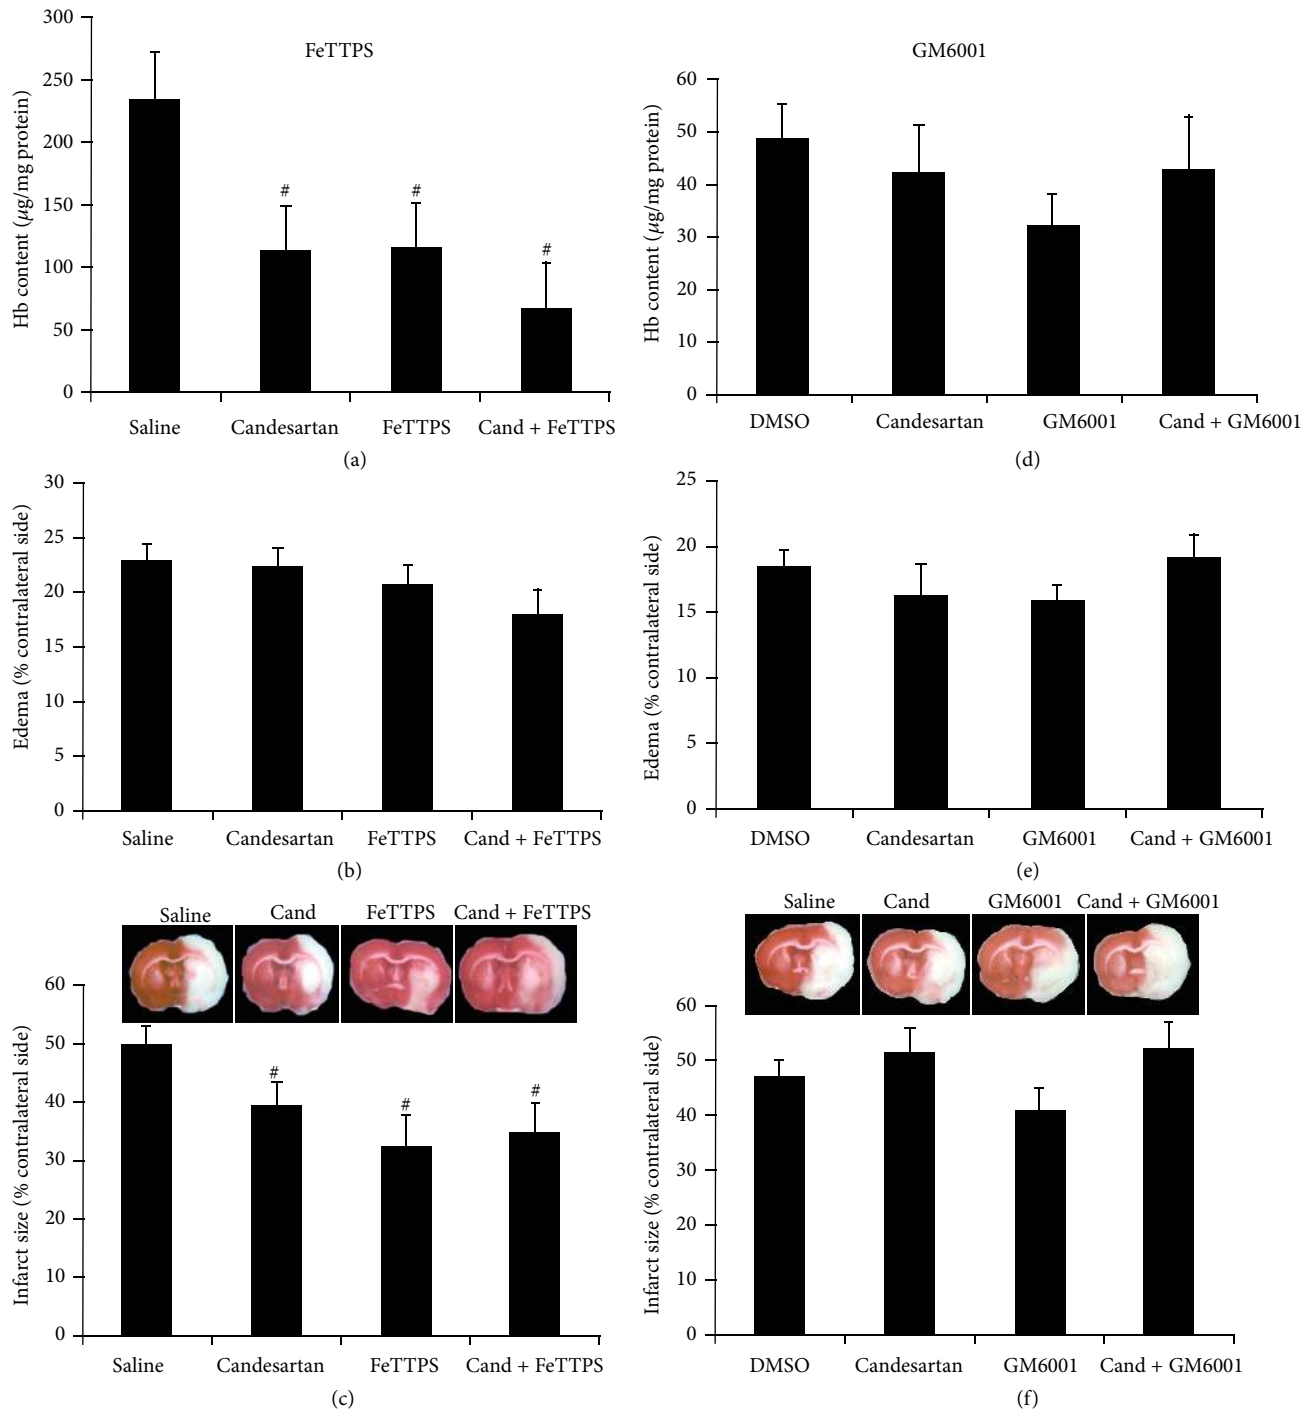 FeTTPS
Hb content (μg/mg protein)
300
250
200
150
100
50
0
#
#
#
Saline Candesartan FeTTPS Cand + FeTTPS
(a)
GM6001
Hb content (μg/mg protein)
60
50
40
30
20
10
0
DMSO Candesartan GM6001 Cand + GM6001
(d)
Edema (% contralateral side)
30
25
20
15
10
5
0
Saline Candesartan FeTTPS Cand + FeTTPS
(b)
Edema (% contralateral side)
25
20
15
10
5
0
DMSO Candesartan GM6001 Cand + GM6001
(e)
Saline Cand FeTTPS Cand + FeTTPS
Infarct size (% contralateral side)
60
50
40
30
20
10
0
#
#
#
Saline Candesartan FeTTPS Cand + FeTTPS
(c)
Saline Cand GM6001 Cand + GM6001
Infarct size (% contralateral side)
60
50
40
30
20
10
0
DMSO Candesartan GM6001 Cand + GM6001
(f)